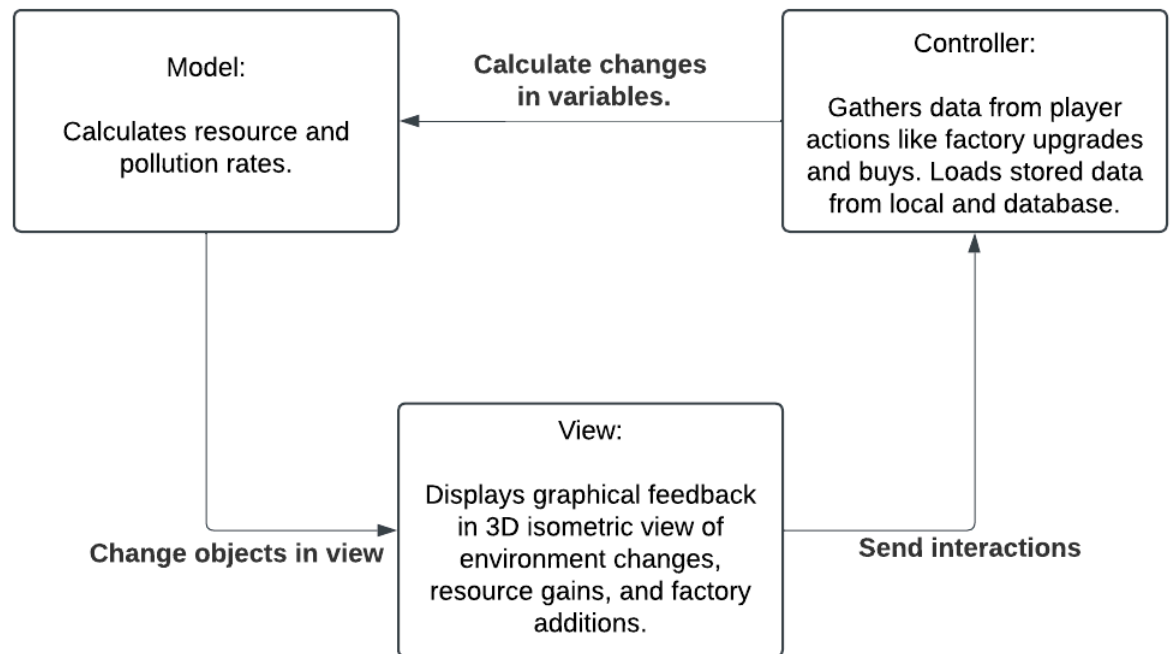 Model:
Calculates resource and
pollution rates.
Calculate changes
in variables.
Controller:
Gathers data from player
actions like factory upgrades
and buys. Loads stored data
from local and database.
View:
Displays graphical feedback
in 3D isometric view of
environment changes,
resource gains, and factory
additions.
Change objects in view
Send interactions